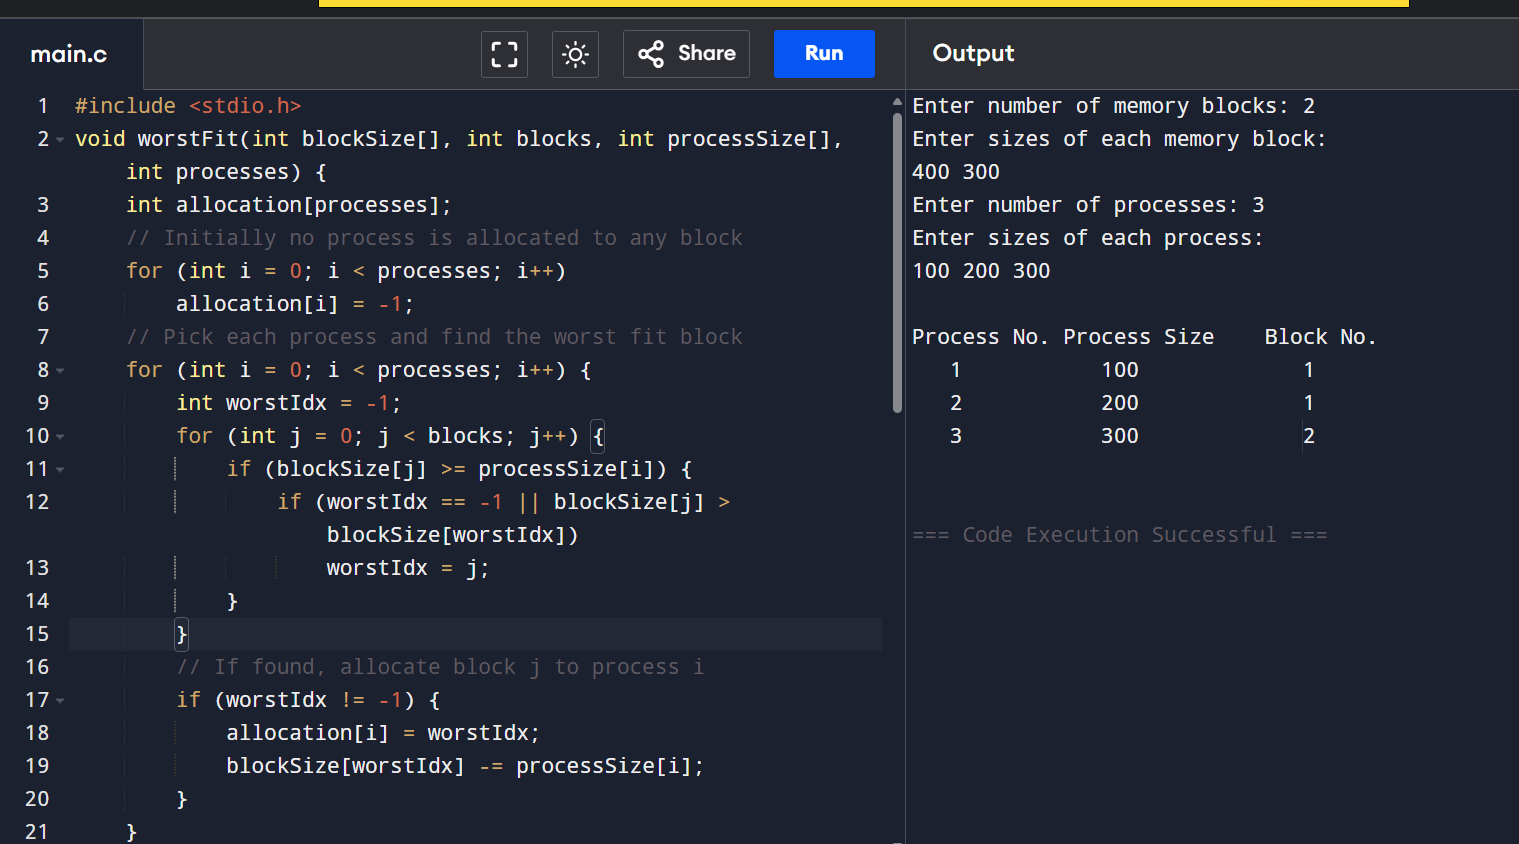 main.c
Share
Run
Output
1 #include <stdio.h>
2 void worstFit(int blockSize[], int blocks, int processSize[],
int processes) {
3 int allocation[processes];
4 // Initially no process is allocated to any block
5 for (int i = 0; i < processes; i++)
6 allocation[i] = -1;
7 // Pick each process and find the worst fit block
8 for (int i = 0; i < processes; i++) {
9 int worstIdx = -1;
10 for (int j = 0; j < blocks; j++) {
11 if (blockSize[j] >= processSize[i]) {
12 if (worstIdx == -1 || blockSize[j] >
blockSize[worstIdx])
13 worstIdx = j;
14 }
15 }
16 // If found, allocate block j to process i
17 if (worstIdx != -1) {
18 allocation[i] = worstIdx;
19 blockSize[worstIdx] -= processSize[i];
20 }
21 }
Enter number of memory blocks: 2
Enter sizes of each memory block:
400 300
Enter number of processes: 3
Enter sizes of each process:
100 200 300
Process No. Process Size Block No.
1 100 1
2 200 1
3 300 2
=== Code Execution Successful ===